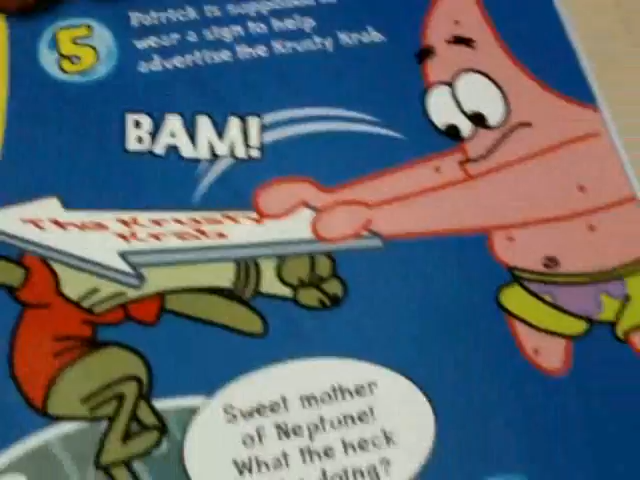 5
Patrick is supposed to
wear a sign to help
advertise the Krusty Krab.
BAM!
The Krusty
Krab
Sweet mother
of Neptune!
What the heck
doing?